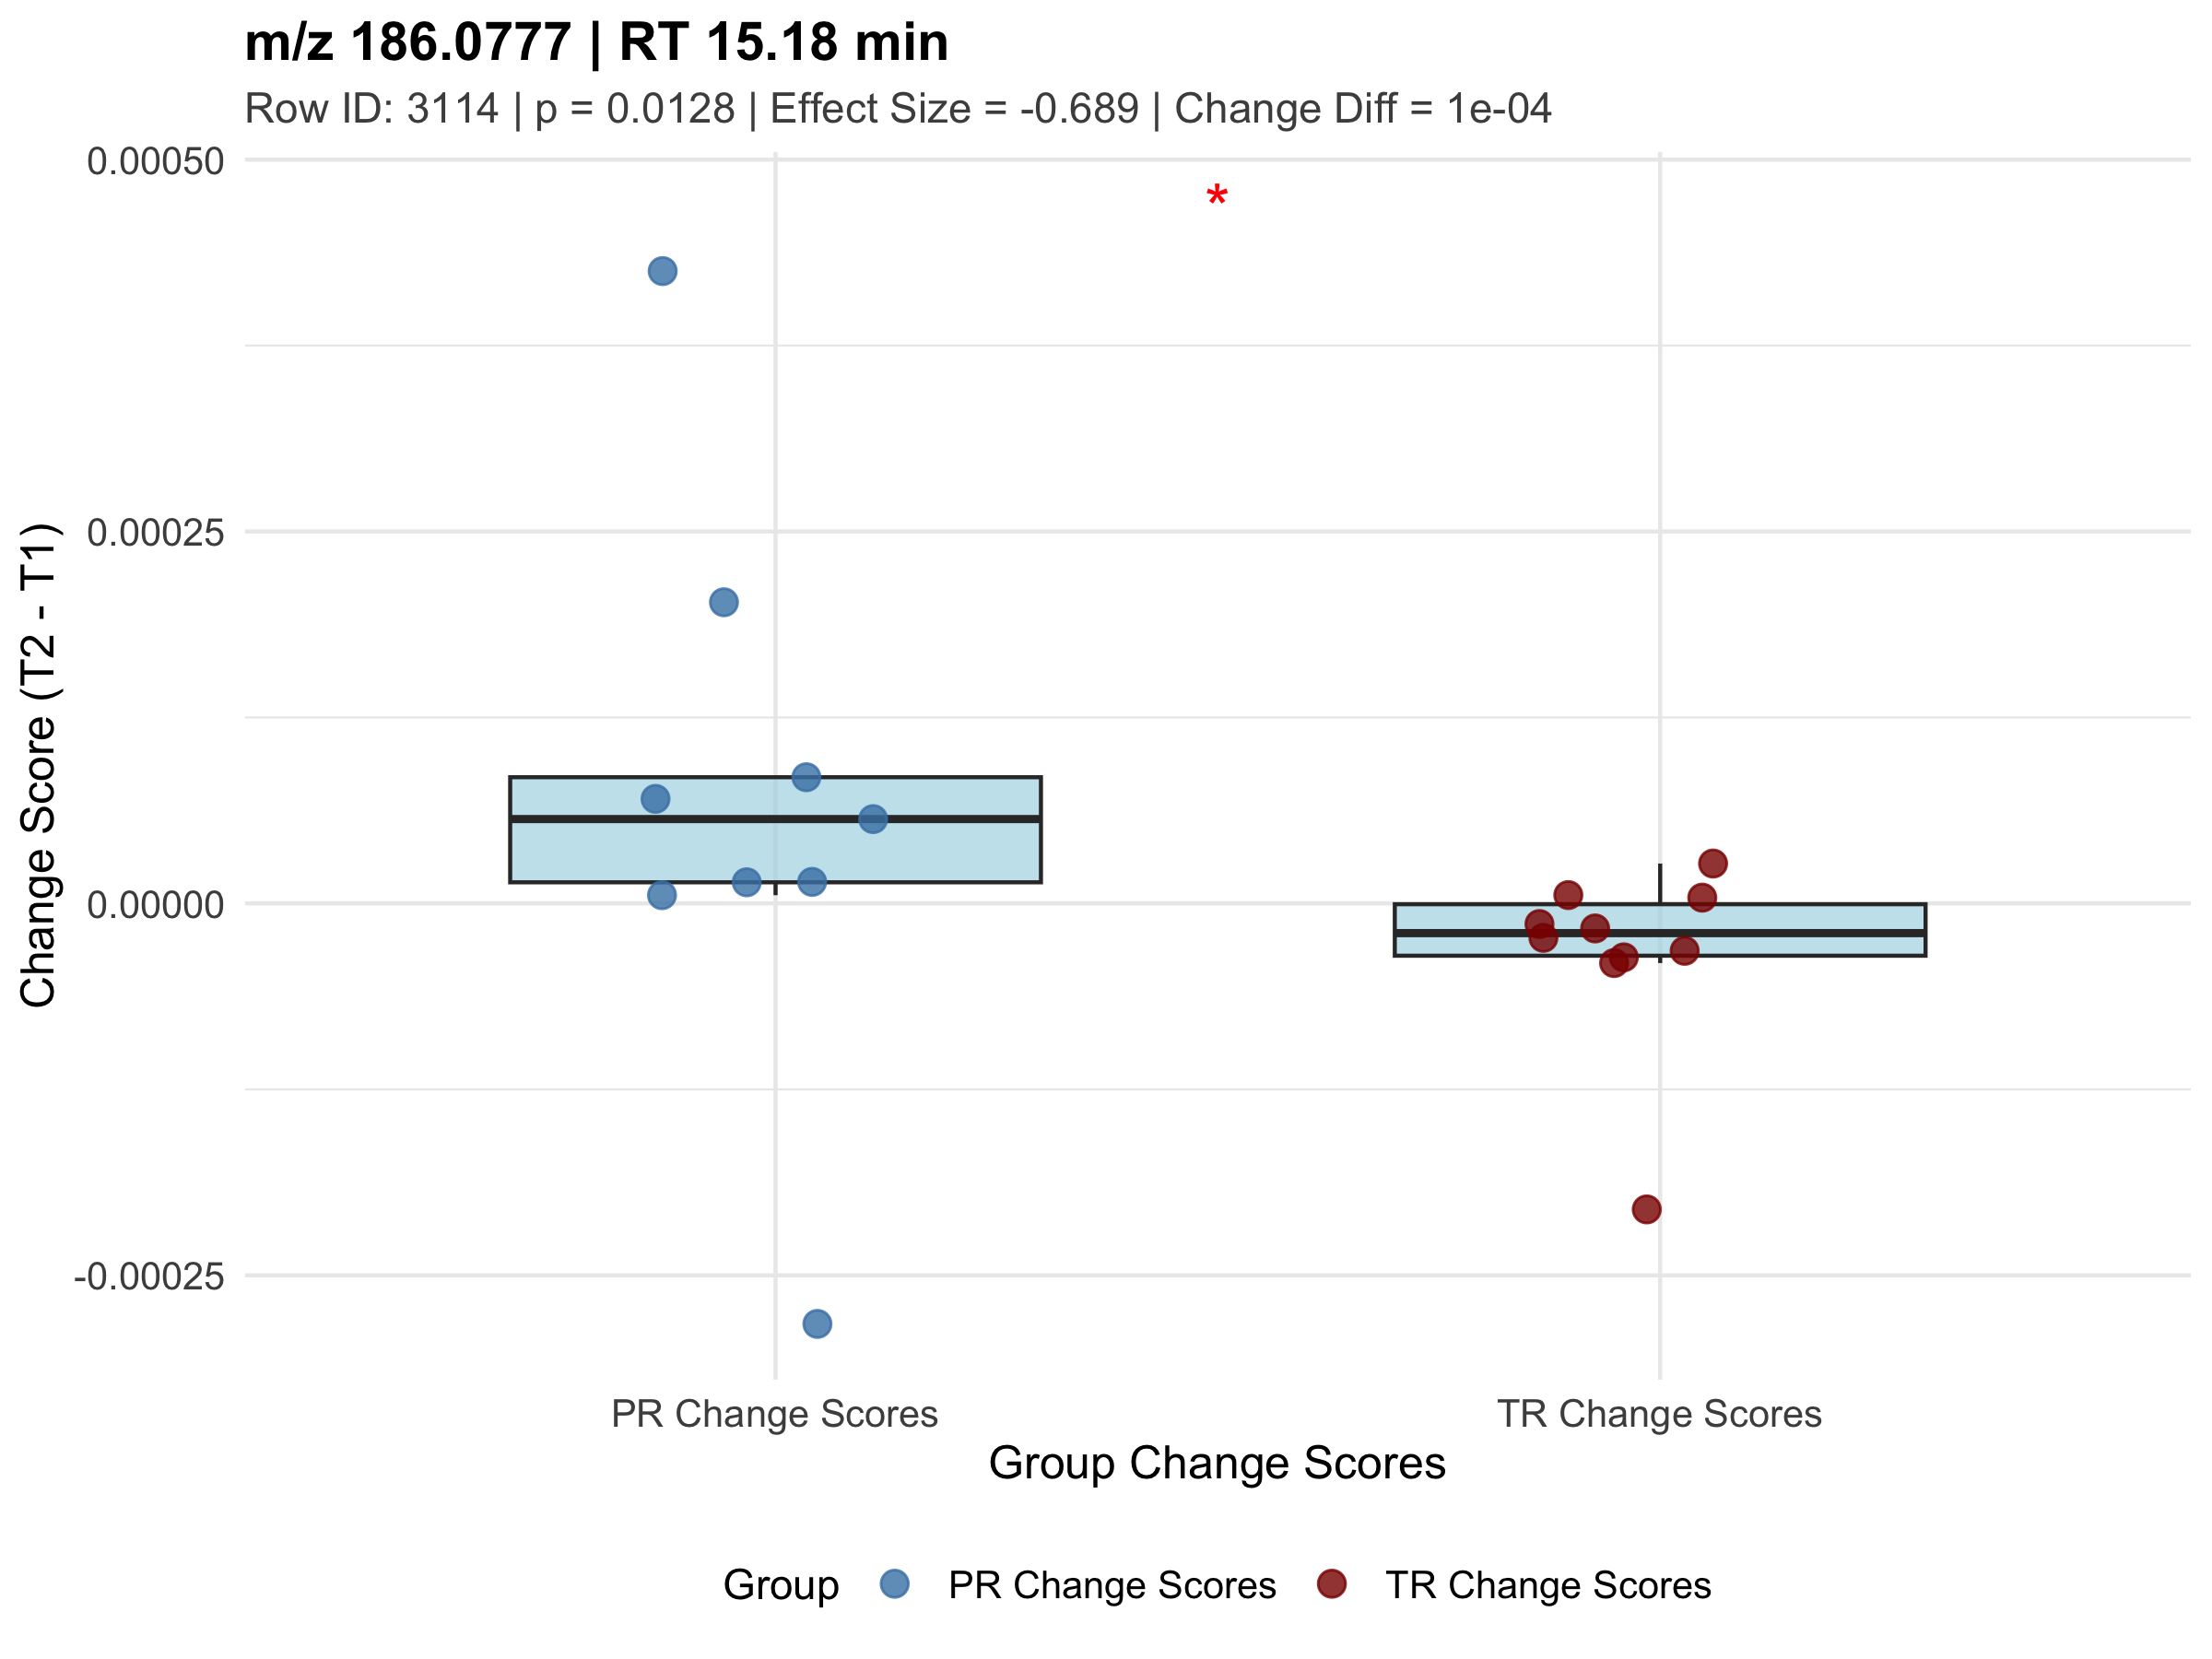 m/z 186.0777 | RT 15.18 min
Row ID: 3114 | p = 0.0128 | Effect Size = -0.689 | Change Diff = 1e-04
0.00050
*
0.00025
0.00000
-0.00025
Change Score (T2 - T1)
PR Change Scores
TR Change Scores
Group Change Scores
Group
PR Change Scores
TR Change Scores